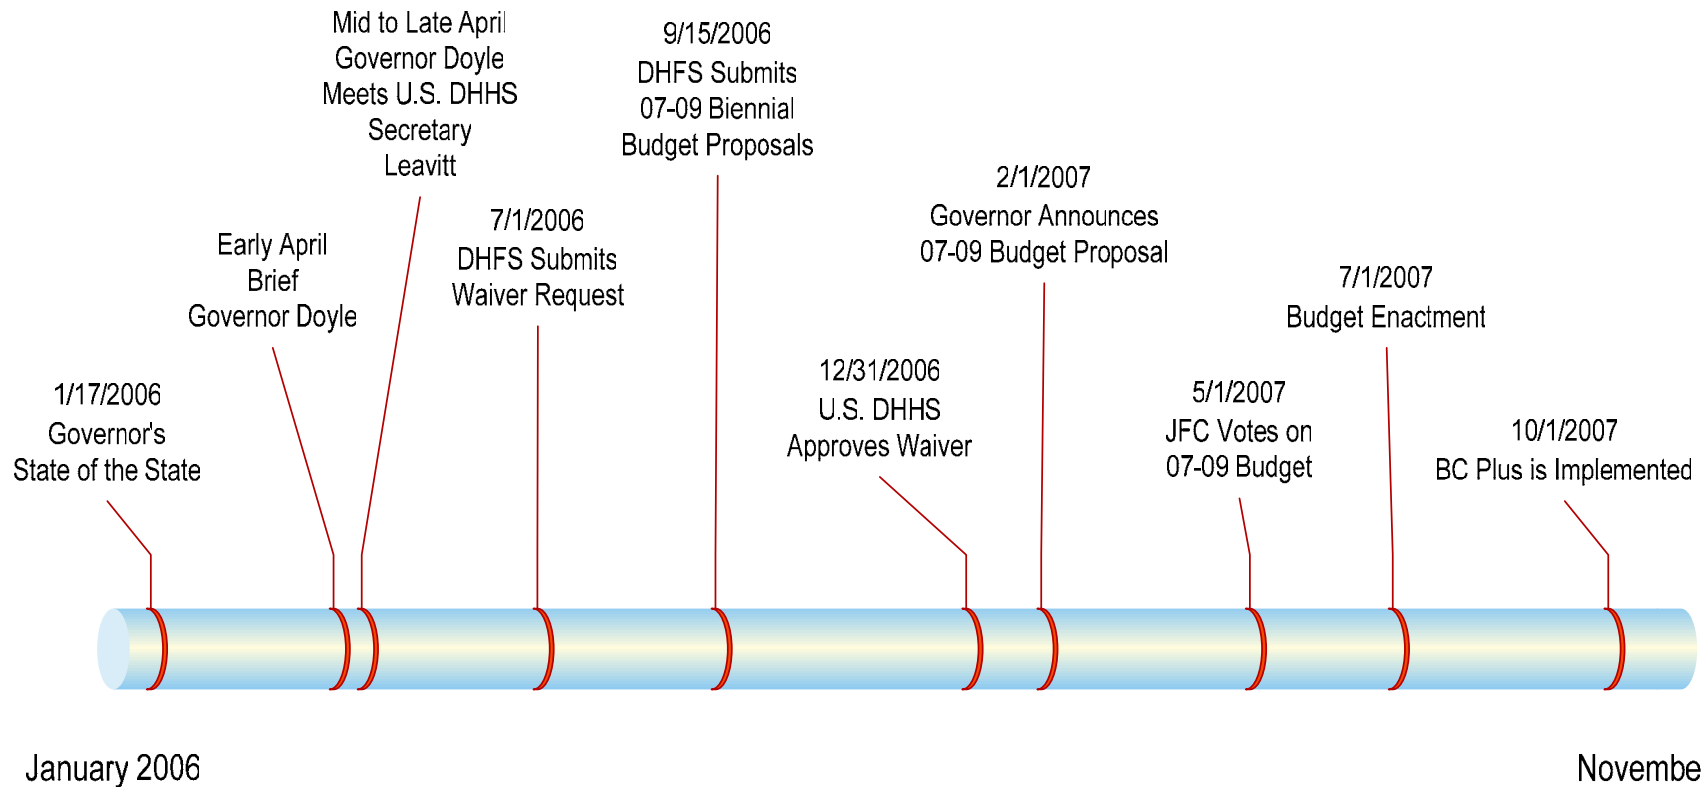 1/17/2006
Governor's
State of the State
Early April
Brief
Governor Doyle
Mid to Late April
Governor Doyle
Meets U.S. DHHS
Secretary
Leavitt
7/1/2006
DHFS Submits
Waiver Request
9/15/2006
DHFS Submits
07-09 Biennial
Budget Proposals
12/31/2006
U.S. DHHS
Approves Waiver
2/1/2007
Governor Announces
07-09 Budget Proposal
5/1/2007
JFC Votes on
07-09 Budget
7/1/2007
Budget Enactment
10/1/2007
BC Plus is Implemented
January 2006
Novembe